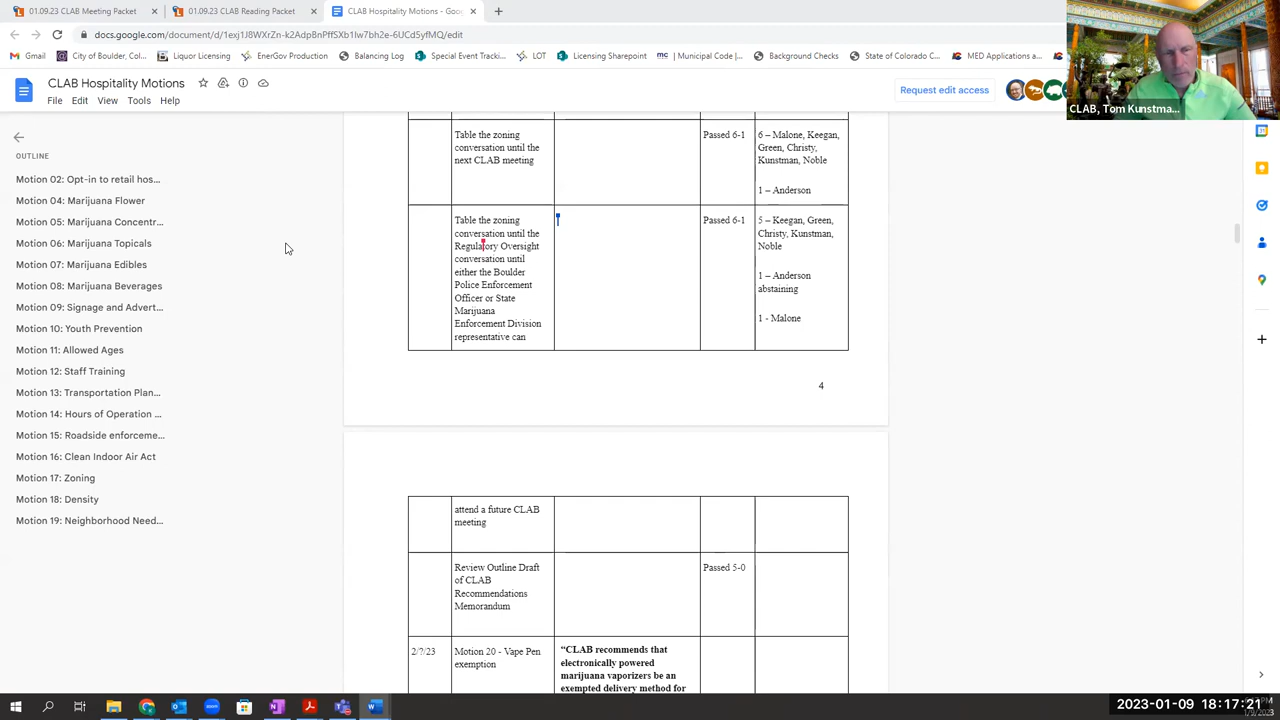 01.09.23 CLAB Meeting Packet
01.09.23 CLAB Reading Packet
CLAB Hospitality Motions - Goog
docs.google.com/document/d/1exj1J8WXrZn-k2AdpBnPffSXb1Iw7bh2e-6UCd5yfMQ/edit
Gmail
City of Boulder, Col...
Liquor Licensing
EnerGov Production
Balancing Log
Special Event Tracki...
LOT
Licensing Sharepoint
Municipal Code |...
Background Checks
State of Colorado C...
MED Applications a...
CLAB, Tom Kunstma...
CLAB Hospitality Motions
File Edit View Tools Help
Request edit access
OUTLINE
Motion 02: Opt-in to retail hos...
Motion 04: Marijuana Flower
Motion 05: Marijuana Concentr...
Motion 06: Marijuana Topicals
Motion 07: Marijuana Edibles
Motion 08: Marijuana Beverages
Motion 09: Signage and Advert...
Motion 10: Youth Prevention
Motion 11: Allowed Ages
Motion 12: Staff Training
Motion 13: Transportation Plan...
Motion 14: Hours of Operation ...
Motion 15: Roadside enforceme...
Motion 16: Clean Indoor Air Act
Motion 17: Zoning
Motion 18: Density
Motion 19: Neighborhood Need...
Table the zoning
conversation until the
next CLAB meeting
Passed 6-1
6 – Malone, Keegan,
Green, Christy,
Kunstman, Noble
1 – Anderson
Table the zoning
conversation until the
Regulatory Oversight
conversation until
either the Boulder
Police Enforcement
Officer or State
Marijuana
Enforcement Division
representative can
Passed 6-1
5 – Keegan, Green,
Christy, Kunstman,
Noble
1 – Anderson
abstaining
1 - Malone
4
attend a future CLAB
meeting
Review Outline Draft
of CLAB
Recommendations
Memorandum
Passed 5-0
2/?/23
Motion 20 - Vape Pen
exemption
“CLAB recommends that
electronically powered
marijuana vaporizers be an
exempted delivery method for
2023-01-09 18:17:21